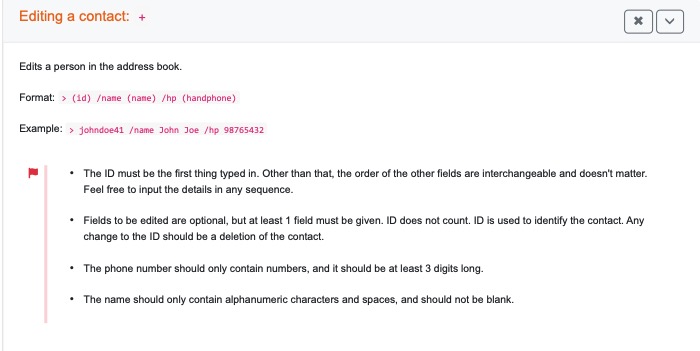 Editing a contact: +
Edits a person in the address book.
Format: > (id) /name (name) /hp (handphone)
Example: > johndoe41 /name John Joe /hp 98765432
• The ID must be the first thing typed in. Other than that, the order of the other fields are interchangeable and doesn't matter.
Feel free to input the details in any sequence.
• Fields to be edited are optional, but at least 1 field must be given. ID does not count. ID is used to identify the contact. Any
change to the ID should be a deletion of the contact.
• The phone number should only contain numbers, and it should be at least 3 digits long.
• The name should only contain alphanumeric characters and spaces, and should not be blank.